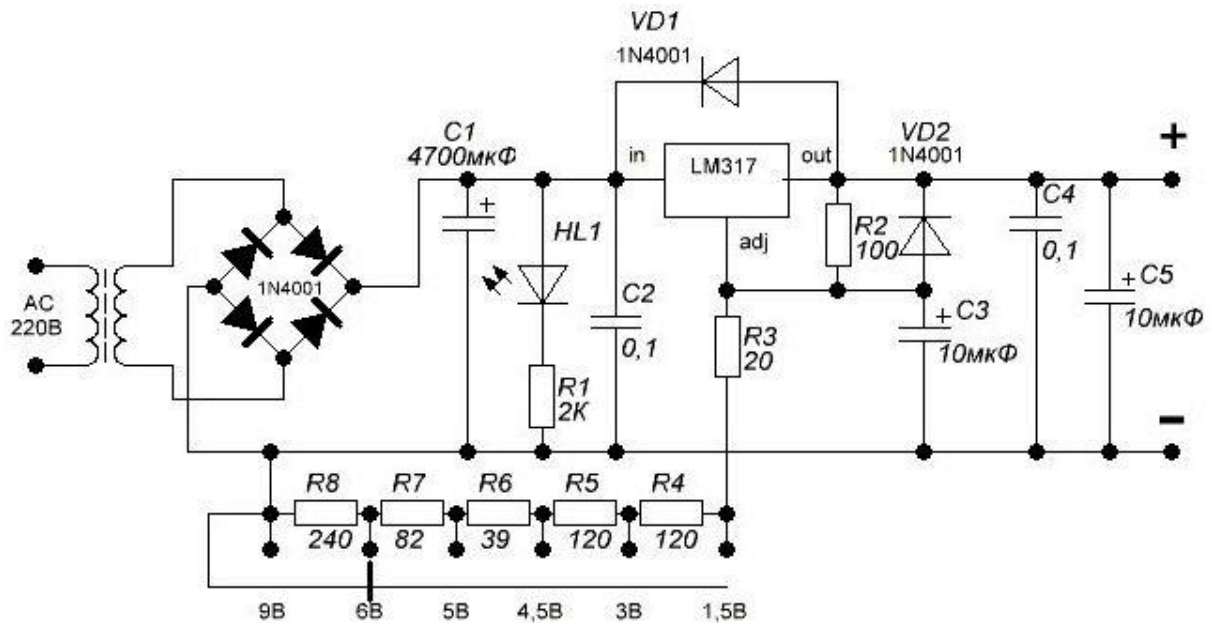 VD1
1N4001
C1
4700мкФ
in
LM317
out
VD2
1N4001
+
+
HL1
adj
R2
100
C4
0,1
AC
220В
1N4001
C2
0,1
R3
20
+
C3
10мкФ
+
C5
10мкФ
R1
2К
−
R8
R7
R6
R5
R4
240
82
39
120
120
9В
6В
5В
4,5В
3В
1,5В